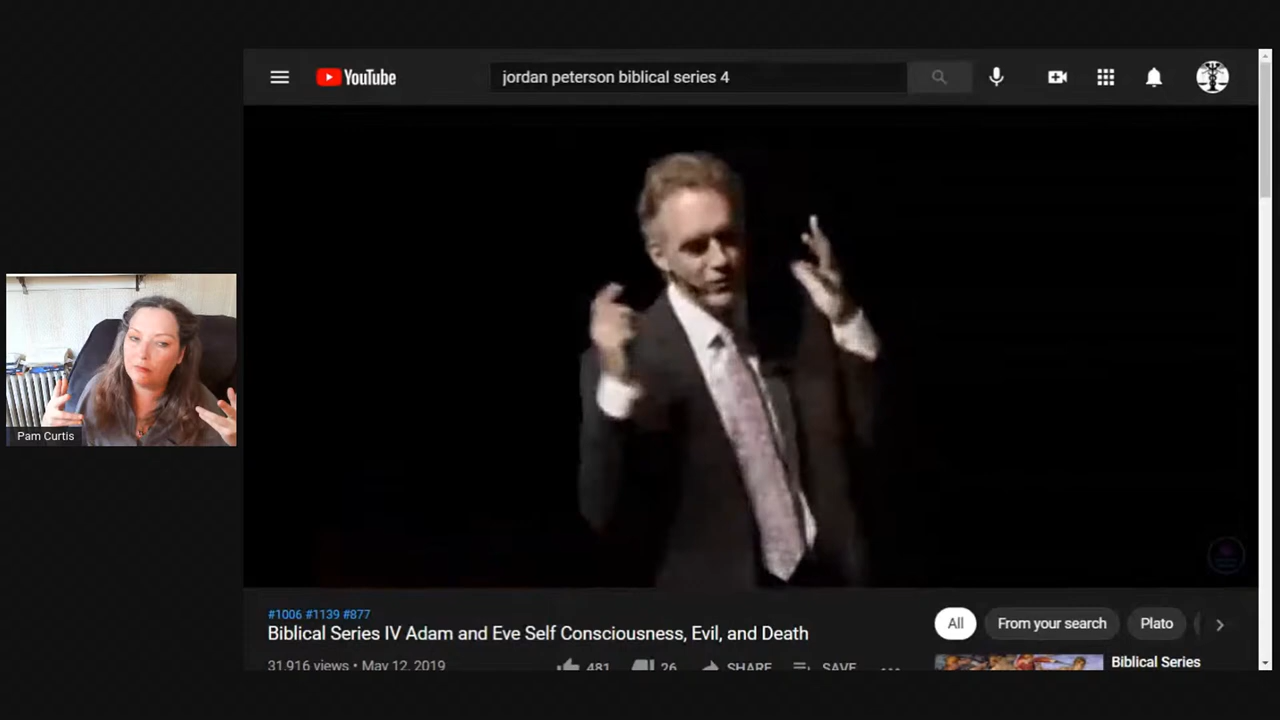 YouTube
jordan peterson biblical series 4
Pam Curtis
#1006 #1139 #877
Biblical Series IV Adam and Eve Self Consciousness, Evil, and Death
31,916 views • May 12, 2019
481
26
SHARE
SAVE
All
From your search
Plato
Biblical Series